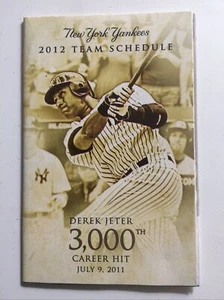 New York Yankees
2012 TEAM SCHEDULE
DEREK JETER
3,000TH
CAREER HIT
JULY 9, 2011